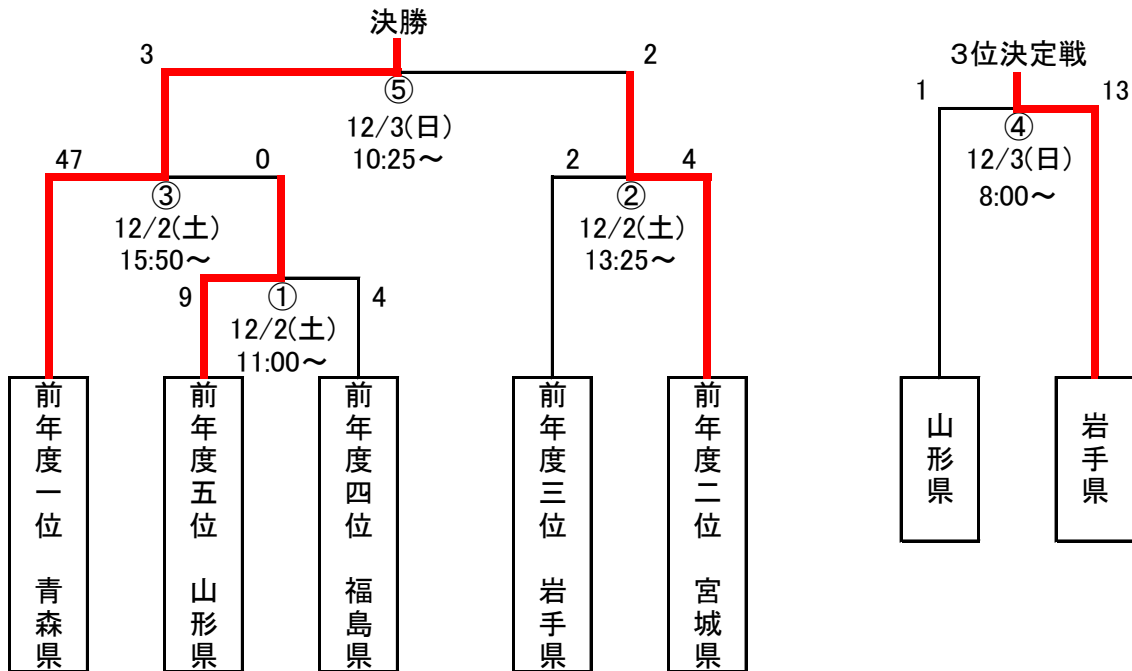 決勝
3
2
⑤
12/3(日)
10:25～
47
0
③
12/2(土)
15:50～
2
4
②
12/2(土)
13:25～
9
4
①
12/2(土)
11:00～
前年度一位 青森県
前年度五位 山形県
前年度四位 福島県
前年度三位 岩手県
前年度二位 宮城県
3位決定戦
1
13
④
12/3(日)
8:00～
山形県
岩手県